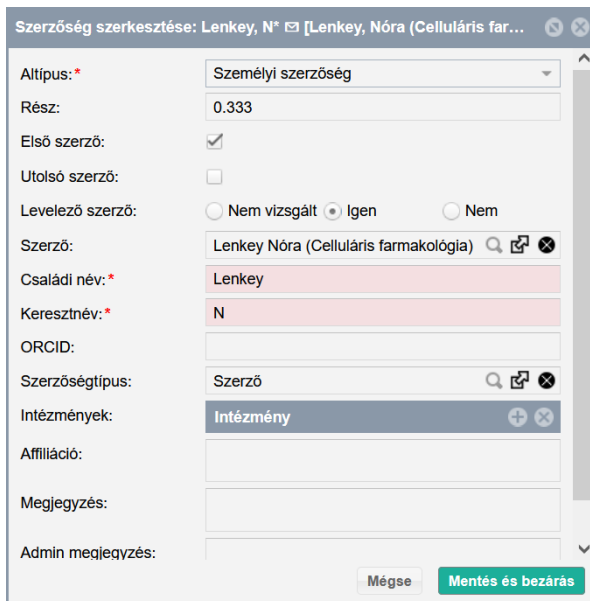 Szerzőség szerkesztése: Lenkey, N* ✉ [Lenkey, Nóra (Celluláris far...
Altípus:* Személyi szerzőség
Rész: 0.333
Első szerző:
Utolsó szerző:
Levelező szerző: Nem vizsgált Igen Nem
Szerző: Lenkey Nóra (Celluláris farmakológia)
Családi név:* Lenkey
Keresztnév:* N
ORCID:
Szerzőségtípus: Szerző
Intézmények: Intézmény
Affiliáció:
Megjegyzés:
Admin megjegyzés:
Mégse Mentés és bezárás